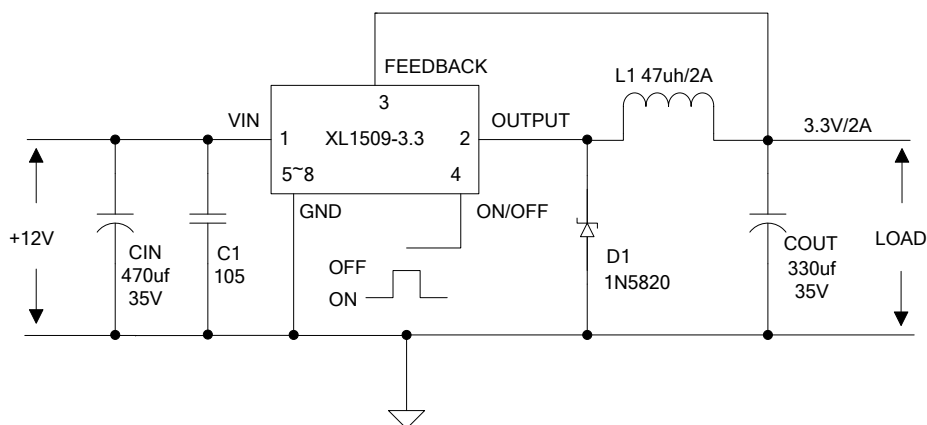 FEEDBACK
L1 47uh/2A
3
VIN
OUTPUT
3.3V/2A
1
XL1509-3.3
2
5~8
4
GND
ON/OFF
+12V
CIN
470uf
35V
C1
105
OFF
ON
D1
1N5820
COUT
330uf
35V
LOAD